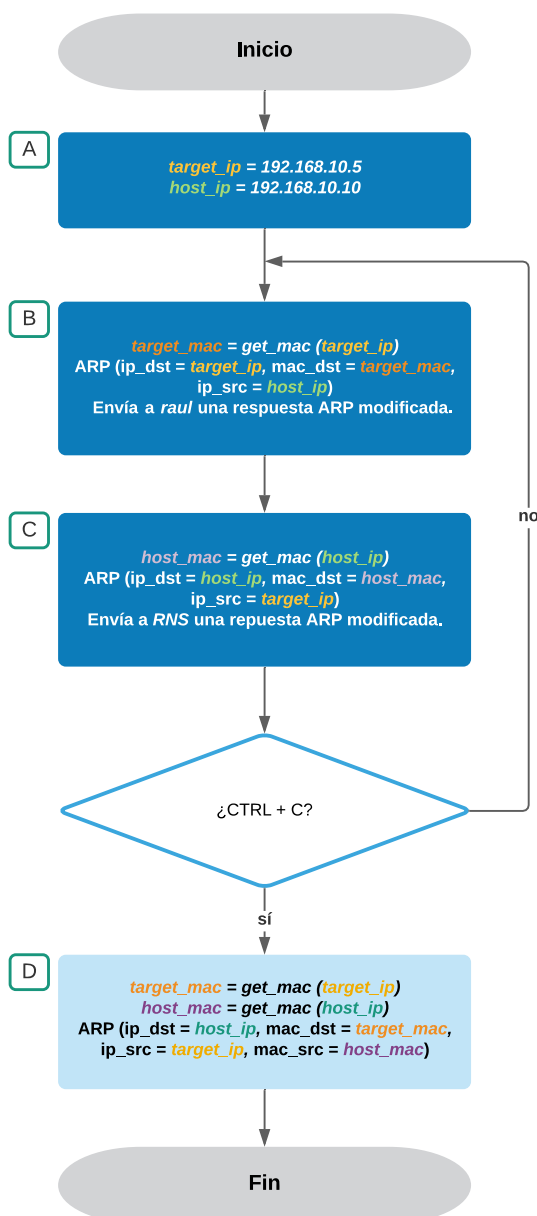 Inicio
A
target_ip = 192.168.10.5
host_ip = 192.168.10.10
B
target_mac = get_mac (target_ip)
ARP (ip_dst = target_ip, mac_dst = target_mac,
ip_src = host_ip)
Envía a raul una respuesta ARP modificada.
C
host_mac = get_mac (host_ip)
ARP (ip_dst = host_ip, mac_dst = host_mac,
ip_src = target_ip)
Envía a RNS una repuesta ARP modificada.
no
¿CTRL + C?
sí
D
target_mac = get_mac (target_ip)
host_mac = get_mac (host_ip)
ARP (ip_dst = host_ip, mac_dst = target_mac,
ip_src = target_ip, mac_src = host_mac)
Fin